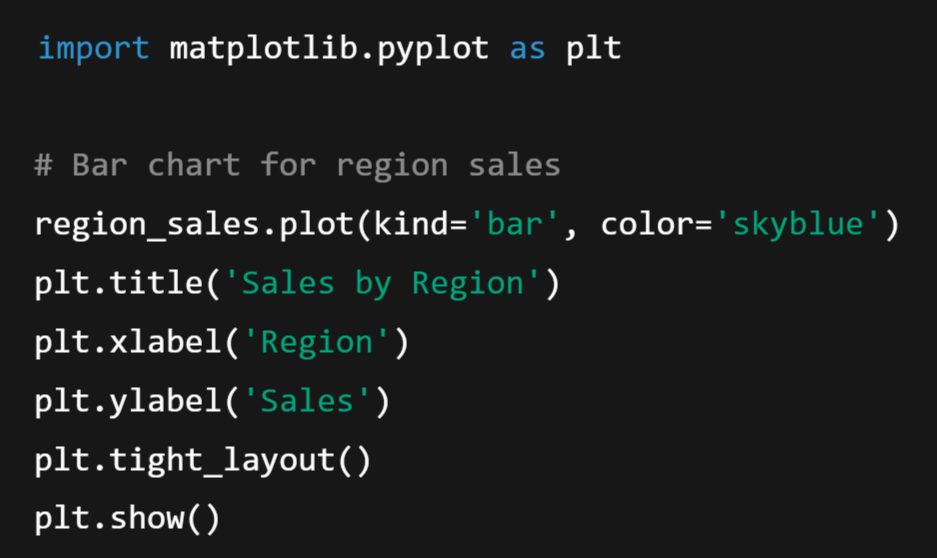 import matplotlib.pyplot as plt
# Bar chart for region sales
region_sales.plot(kind='bar', color='skyblue')
plt.title('Sales by Region')
plt.xlabel('Region')
plt.ylabel('Sales')
plt.tight_layout()
plt.show()